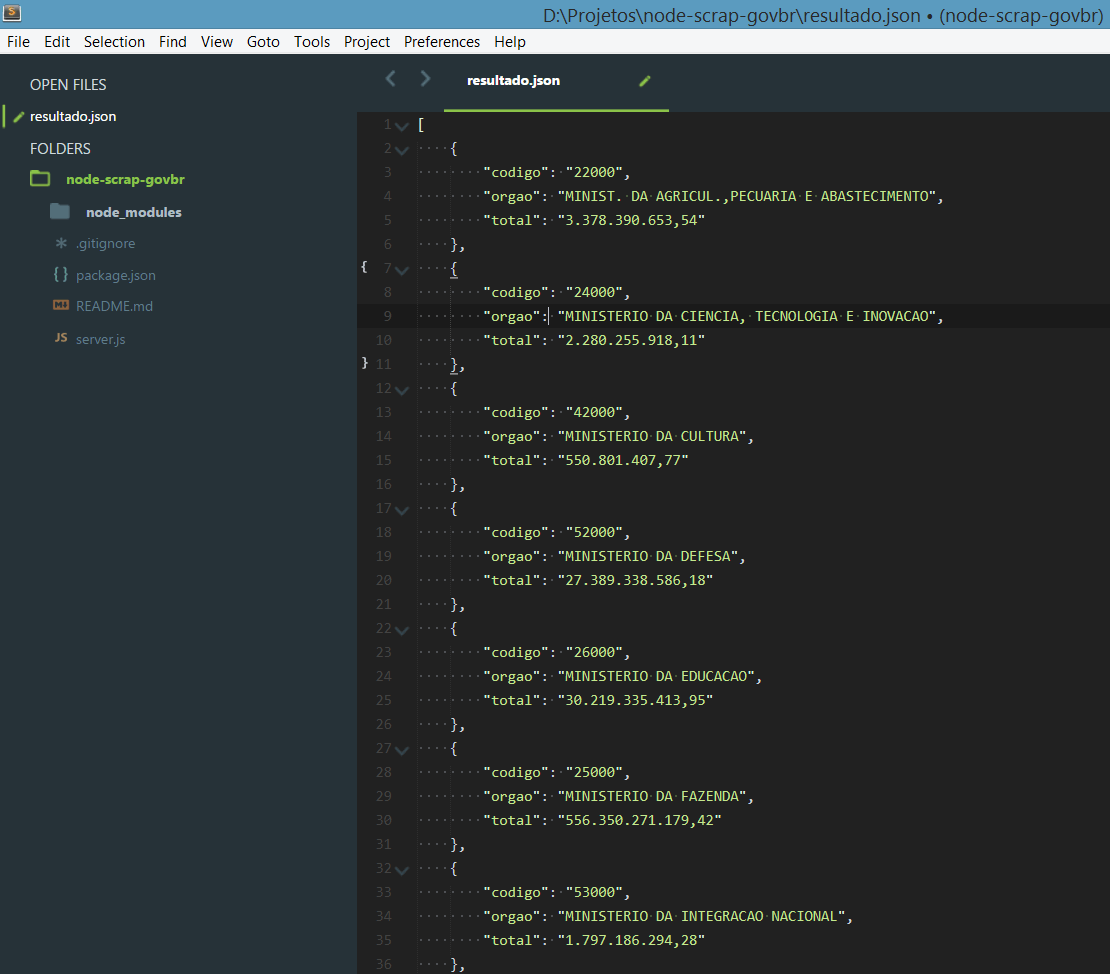 D:\Projetos\node-scrap-govbr\resultado.json • (node-scrap-govbr)
File Edit Selection Find View Goto Tools Project Preferences Help
OPEN FILES
resultado.json
FOLDERS
node-scrap-govbr
node_modules
.gitignore
package.json
README.md
JS server.js
resultado.json
1 [
2 {
3 "codigo": "22000",
4 "orgao": "MINIST. DA AGRICUL.,PECUARIA E ABASTECIMENTO",
5 "total": "3.378.390.653,54"
6 },
7 {
8 "codigo": "24000",
9 "orgao": "MINISTERIO DA CIENCIA, TECNOLOGIA E INOVACAO",
10 "total": "2.280.255.918,11"
11 },
12 {
13 "codigo": "42000",
14 "orgao": "MINISTERIO DA CULTURA",
15 "total": "550.801.407,77"
16 },
17 {
18 "codigo": "52000",
19 "orgao": "MINISTERIO DA DEFESA",
20 "total": "27.389.338.586,18"
21 },
22 {
23 "codigo": "26000",
24 "orgao": "MINISTERIO DA EDUCACAO",
25 "total": "30.219.335.413,95"
26 },
27 {
28 "codigo": "25000",
29 "orgao": "MINISTERIO DA FAZENDA",
30 "total": "556.350.271.179,42"
31 },
32 {
33 "codigo": "53000",
34 "orgao": "MINISTERIO DA INTEGRACAO NACIONAL",
35 "total": "1.797.186.294,28"
36 },